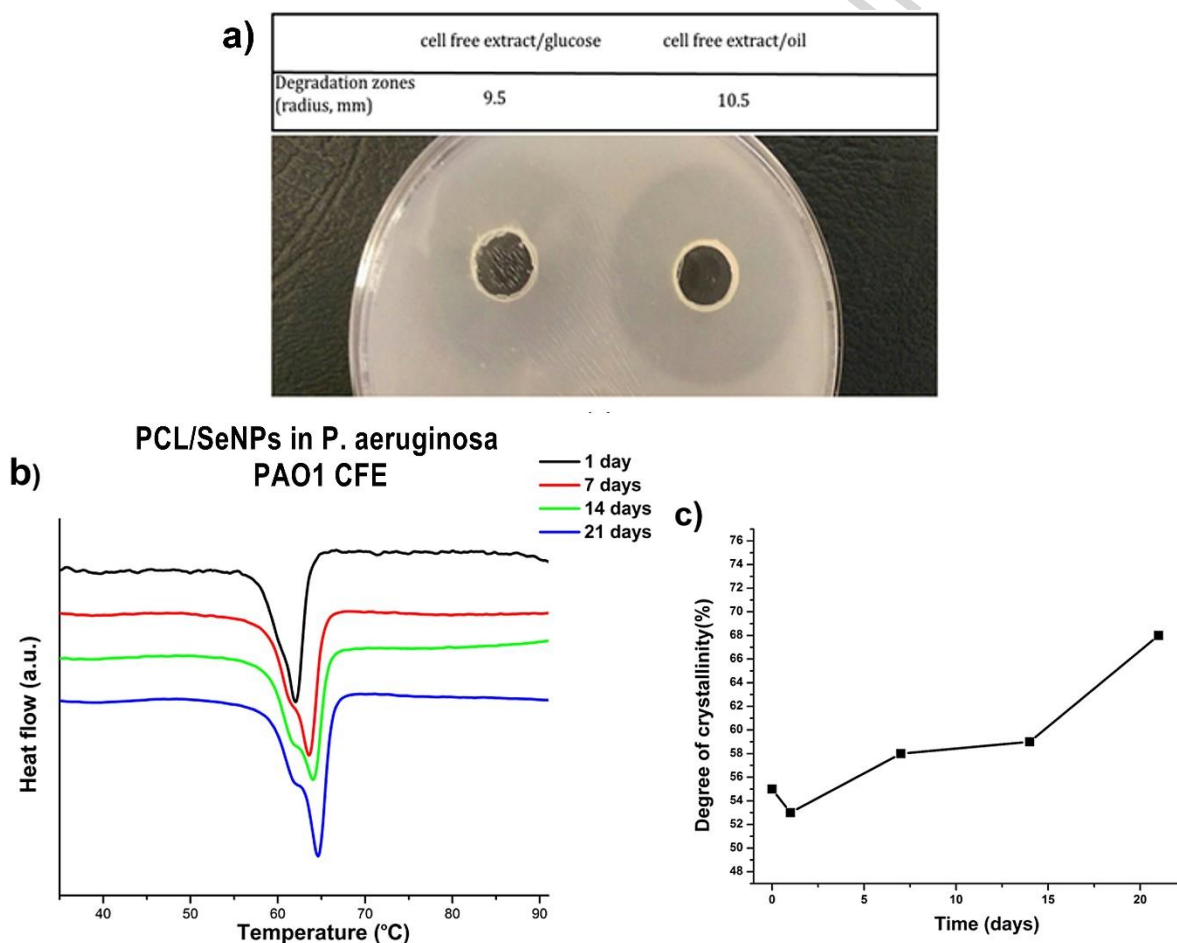 a)
cell free extract/glucose cell free extract/oil
Degradation zones
(radius, mm) 9.5 10.5
b)
PCL/SeNPs in P. aeruginosa
PAO1 CFE
1 day
7 days
14 days
21 days
Heat flow (a.u.)
40 50 60 70 80 90
Temperature (°C)
c)
Degree of crystallinity(%)
76
74
72
70
68
66
64
62
60
58
56
54
52
50
48
0 5 10 15 20
Time (days)